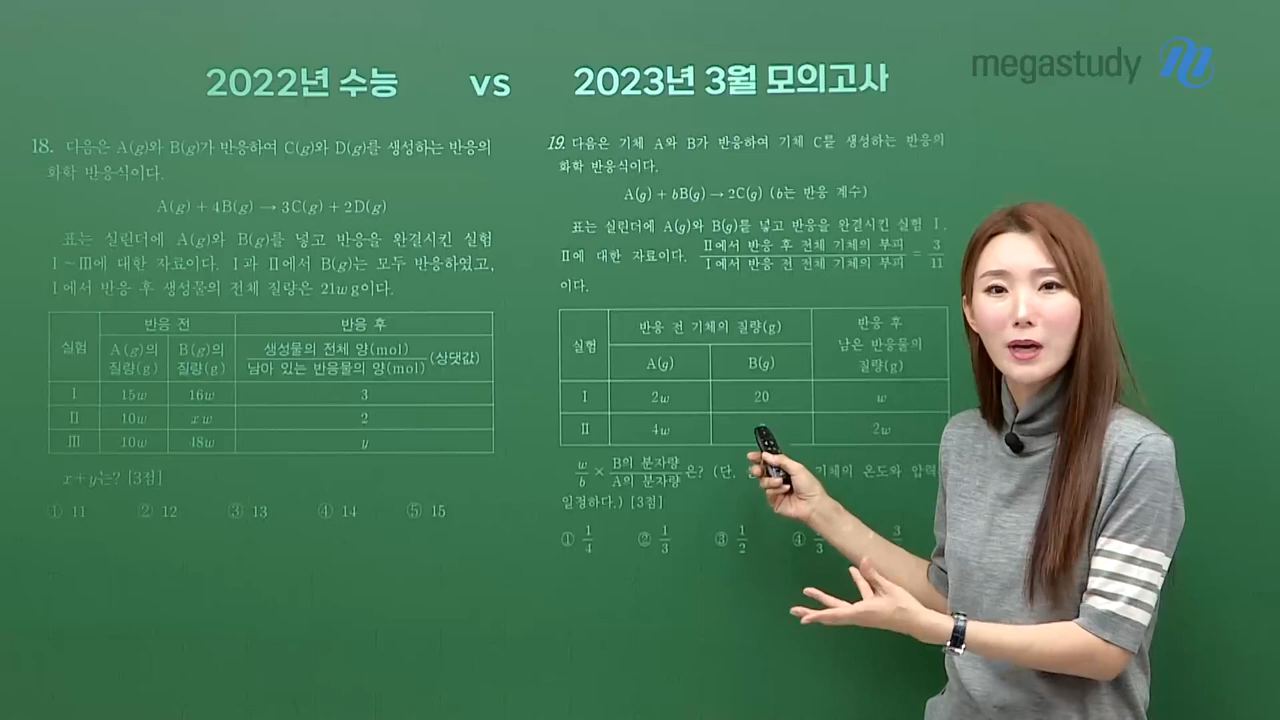 megastudy
2022년 수능 vs 2023년 3월 모의고사
18. 다음은 A(g)와 B(g)가 반응하여 C(g)와 D(g)를 생성하는 반응의
화학 반응식이다.
A(g) + 4B(g) → 3C(g) + 2D(g)
표는 실린더에 A(g)와 B(g)를 넣고 반응을 완결시킨 실험
Ⅰ~Ⅲ에 대한 자료이다. Ⅰ과 Ⅱ에서 B(g)는 모두 반응하였고,
Ⅰ에서 반응 후 생성물의 전체 질량은 21w g이다.
실험 반응 전 반응 후
A(g)의 질량(g) B(g)의 질량(g) 생성물의 전체 양(mol) / 남아 있는 반응물의 양(mol) (상댓값)
Ⅰ 15w 16w 3
Ⅱ 10w xw 2
Ⅲ 10w 48w y
x+y는? [3점]
① 11 ② 12 ③ 13 ④ 14 ⑤ 15
19. 다음은 기체 A와 B가 반응하여 기체 C를 생성하는 반응의
화학 반응식이다.
A(g) + bB(g) → 2C(g) (b는 반응 계수)
표는 실린더에 A(g)와 B(g)를 넣고 반응을 완결시킨 실험 Ⅰ,
Ⅱ에 대한 자료이다. Ⅱ에서 반응 후 전체 기체의 부피 / Ⅰ에서 반응 전 전체 기체의 부피 = 3/11
이다.
실험 반응 전 기체의 질량(g) 반응 후 남은 반응물의 질량(g)
A(g) B(g)
Ⅰ 2w 20 w
Ⅱ 4w 2w
w/b × B의 분자량/A의 분자량 은? (단, 기체의 온도와 압력
일정하다.) [3점]
① 1/4 ② 1/3 ③ 1/2 ④ /3 3